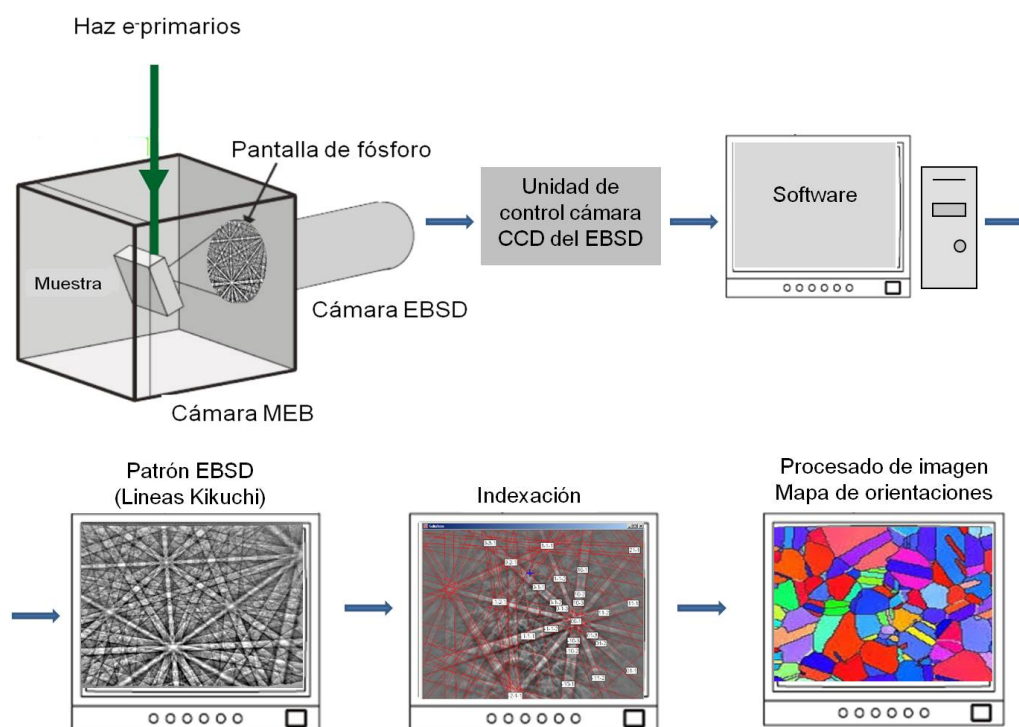 Haz e-primarios
Pantalla de fósforo
Muestra
Cámara EBSD
Cámara MEB
Unidad de
control cámara
CCD del EBSD
Software
Patrón EBSD
(Lineas Kikuchi)
Indexación
Procesado de imagen
Mapa de orientaciones